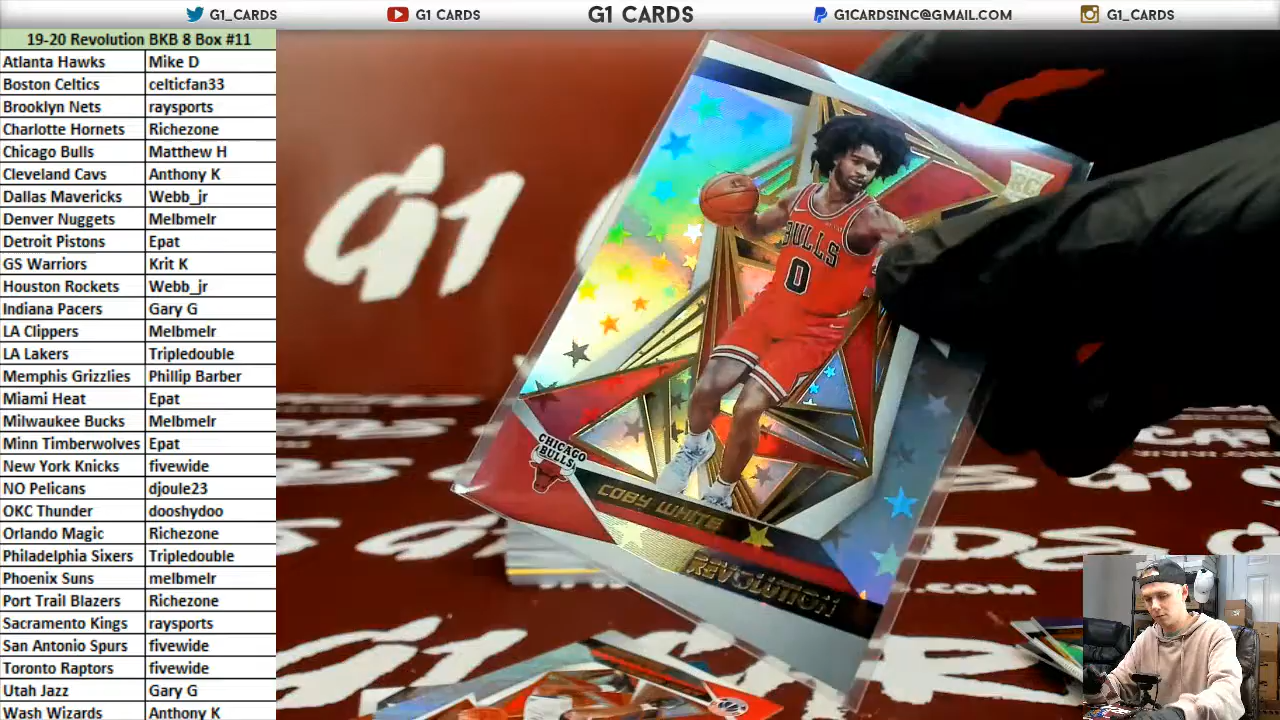 G1_CARDS
G1 CARDS
G1 CARDS
G1CARDSINC@GMAIL.COM
G1_CARDS
19-20 Revolution BKB 8 Box #11
Atlanta Hawks Mike D
Boston Celtics celticfan33
Brooklyn Nets raysports
Charlotte Hornets Richezone
Chicago Bulls Matthew H
Cleveland Cavs Anthony K
Dallas Mavericks Webb_jr
Denver Nuggets Melbmelr
Detroit Pistons Epat
GS Warriors Krit K
Houston Rockets Webb_jr
Indiana Pacers Gary G
LA Clippers Melbmelr
LA Lakers Tripledouble
Memphis Grizzlies Phillip Barber
Miami Heat Epat
Milwaukee Bucks Melbmelr
Minn Timberwolves Epat
New York Knicks fivewide
NO Pelicans djoule23
OKC Thunder dooshydoo
Orlando Magic Richezone
Philadelphia Sixers Tripledouble
Phoenix Suns melbmelr
Port Trail Blazers Richezone
Sacramento Kings raysports
San Antonio Spurs fivewide
Toronto Raptors fivewide
Utah Jazz Gary G
Wash Wizards Anthony K
G1
RC
BULLS
0
CHICAGO
BULLS
COBY WHITE
REVOLUTION
.COM
G1